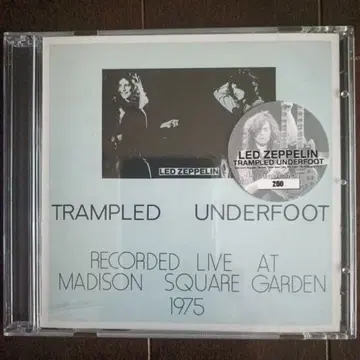 LED ZEPPELIN
LED ZEPPELIN
TRAMPLED UNDERFOOT
200
TRAMPLED UNDERFOOT
RECORDED LIVE AT
MADISON SQUARE GARDEN
1975